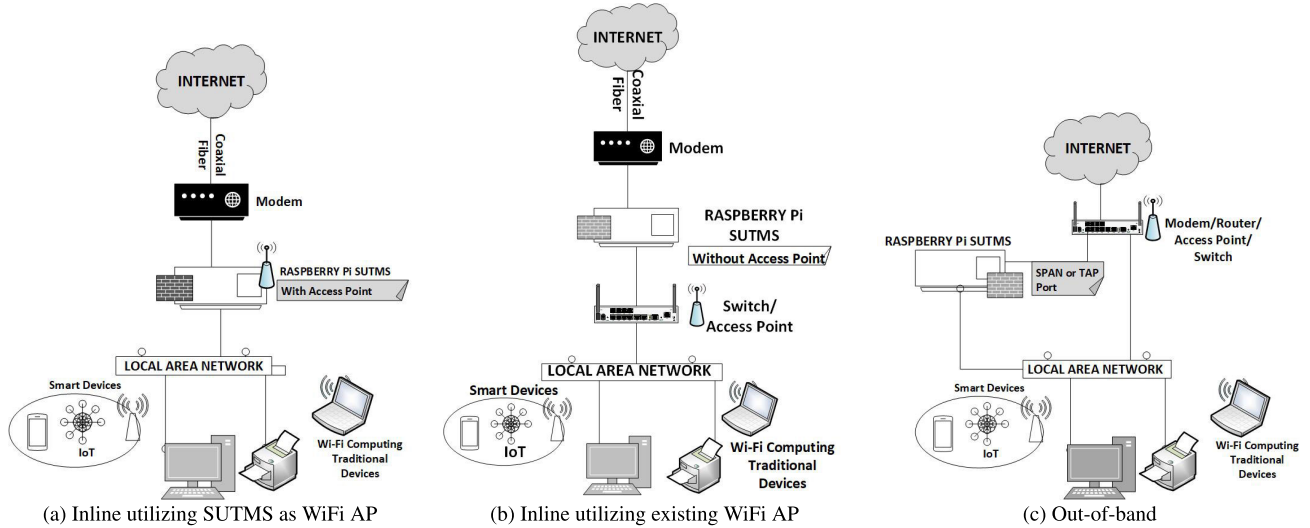 INTERNET
Coaxial
Fiber
Modem
RASPBERRY Pi SUTMS
With Access Point
LOCAL AREA NETWORK
Smart Devices
IoT
Wi-Fi Computing
Traditional
Devices
(a) Inline utilizing SUTMS as WiFi AP
INTERNET
Coaxial
Fiber
Modem
RASPBERRY Pi
SUTMS
Without Access Point
Switch/
Access Point
LOCAL AREA NETWORK
Smart Devices
IoT
Wi-Fi Computing
Traditional
Devices
(b) Inline utilizing existing WiFi AP
INTERNET
Modem/Router/
Access Point/
Switch
RASPBERRY Pi SUTMS
SPAN or TAP
Port
LOCAL AREA NETWORK
Smart Devices
IoT
Wi-Fi Computing
Traditional
Devices
(c) Out-of-band